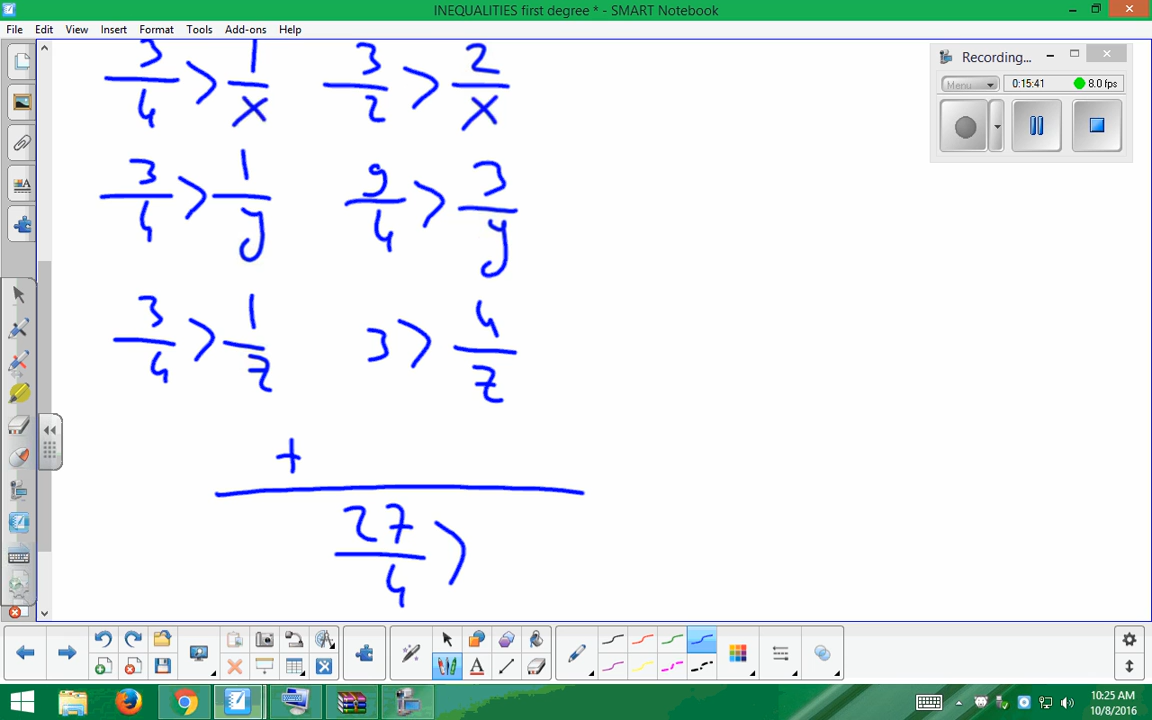 INEQUALITIES first degree * - SMART Notebook
File Edit View Insert Format Tools Add-ons Help
Recording...
Menu 0:15:41 8.0 fps
3/4 > 1/x 3/2 > 2/x
3/4 > 1/y 9/4 > 3/y
3/4 > 1/z 3 > 4/z
+
27/4 >
A
10:25 AM
10/8/2016